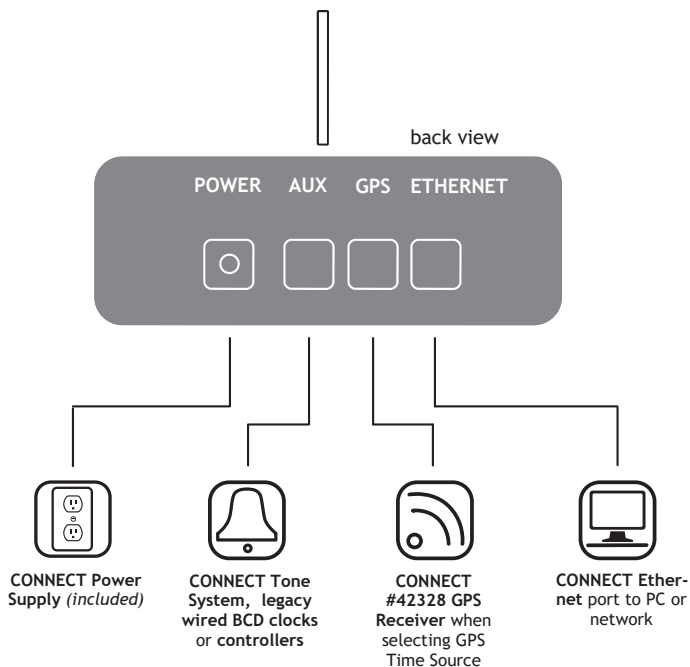 back view
POWER AUX GPS ETHERNET
CONNECT Power
Supply (included)
CONNECT Tone
System, legacy
wired BCD clocks
or controllers
CONNECT
#42328 GPS
Receiver when
selecting GPS
Time Source
CONNECT Ether-
net port to PC or
network